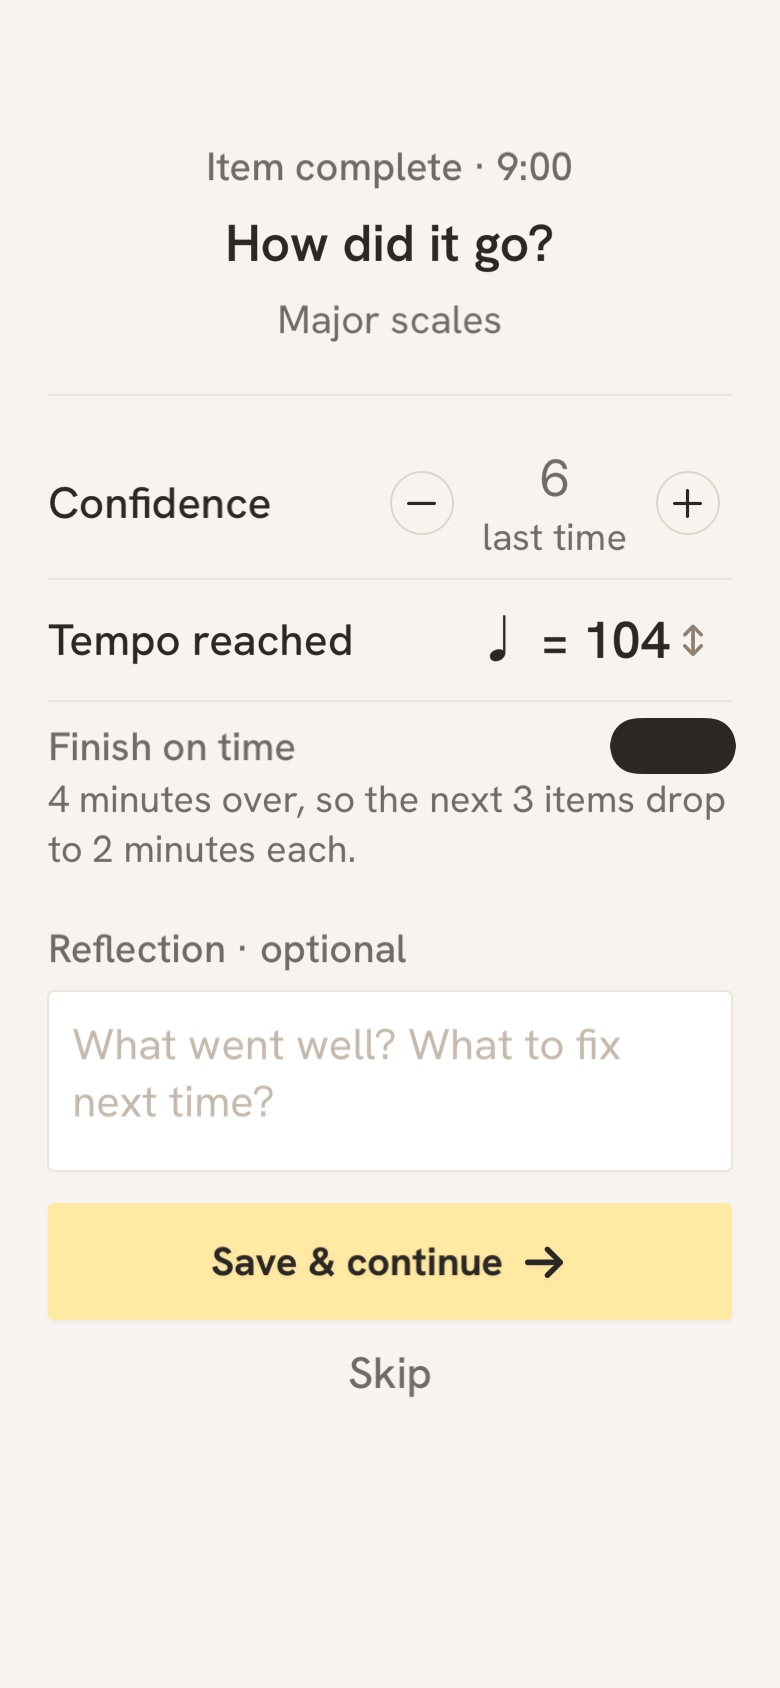 Item complete · 9:00
How did it go?
Major scales
Confidence
6
last time
Tempo reached
♩ = 104
Finish on time
4 minutes over, so the next 3 items drop
to 2 minutes each.
Reflection · optional
What went well? What to fix
next time?
Save & continue →
Skip